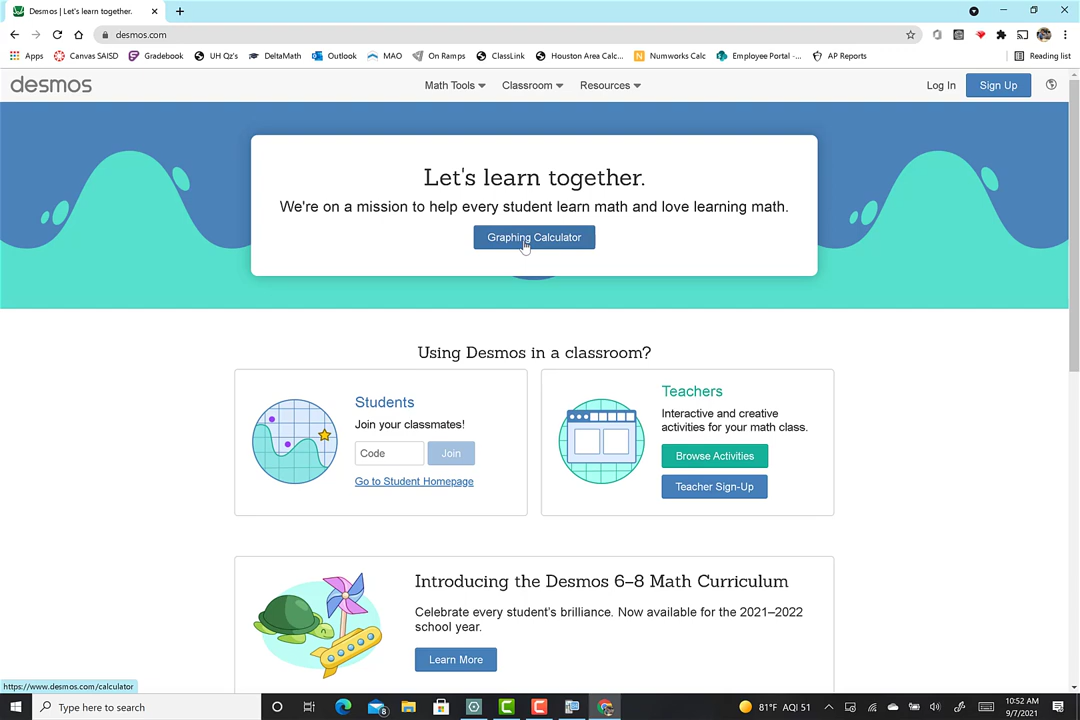 Desmos | Let's learn together.
desmos.com
Apps Canvas SAISD Gradebook UH Qz's DeltaMath Outlook MAO On Ramps ClassLink Houston Area Calc... Numworks Calc Employee Portal -... AP Reports Reading list
desmos Math Tools Classroom Resources Log In Sign Up
Let's learn together.
We're on a mission to help every student learn math and love learning math.
Graphing Calculator
Using Desmos in a classroom?
Students
Join your classmates!
Code Join
Go to Student Homepage
Teachers
Interactive and creative
activities for your math class.
Browse Activities
Teacher Sign-Up
Introducing the Desmos 6–8 Math Curriculum
Celebrate every student's brilliance. Now available for the 2021–2022
school year.
Learn More
https://www.desmos.com/calculator
Type here to search
8
81°F AQI 51
10:52 AM
9/7/2021